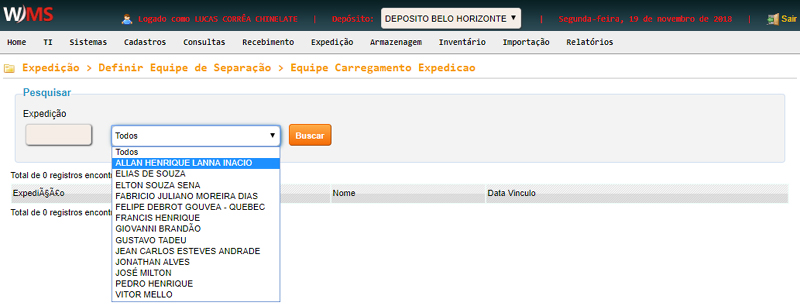 WMS Logado como LUCAS CORRÊA CHINELATE | Depósito: DEPOSITO BELO HORIZONTE | Segunda-feira, 19 de novembro de 2018 | Sair
Home TI Sistemas Cadastros Consultas Recebimento Expedição Armazenagem Inventário Importação Relatórios
Expedição > Definir Equipe de Separação > Equipe Carregamento Expedicao
Pesquisar
Expedição
Todos Buscar
Todos
ALLAN HENRIQUE LANNA INACIO
ELIAS DE SOUZA
ELTON SOUZA SENA
FABRICIO JULIANO MOREIRA DIAS
FELIPE DEBROT GOUVEA - QUEBEC
FRANCIS HENRIQUE
GIOVANNI BRANDÃO
GUSTAVO TADEU
JEAN CARLOS ESTEVES ANDRADE
JONATHAN ALVES
JOSÉ MILTON
PEDRO HENRIQUE
VITOR MELLO
Total de 0 registros encont
ExpediÃ§Ã£o Nome Data Vinculo
Total de 0 registros encont